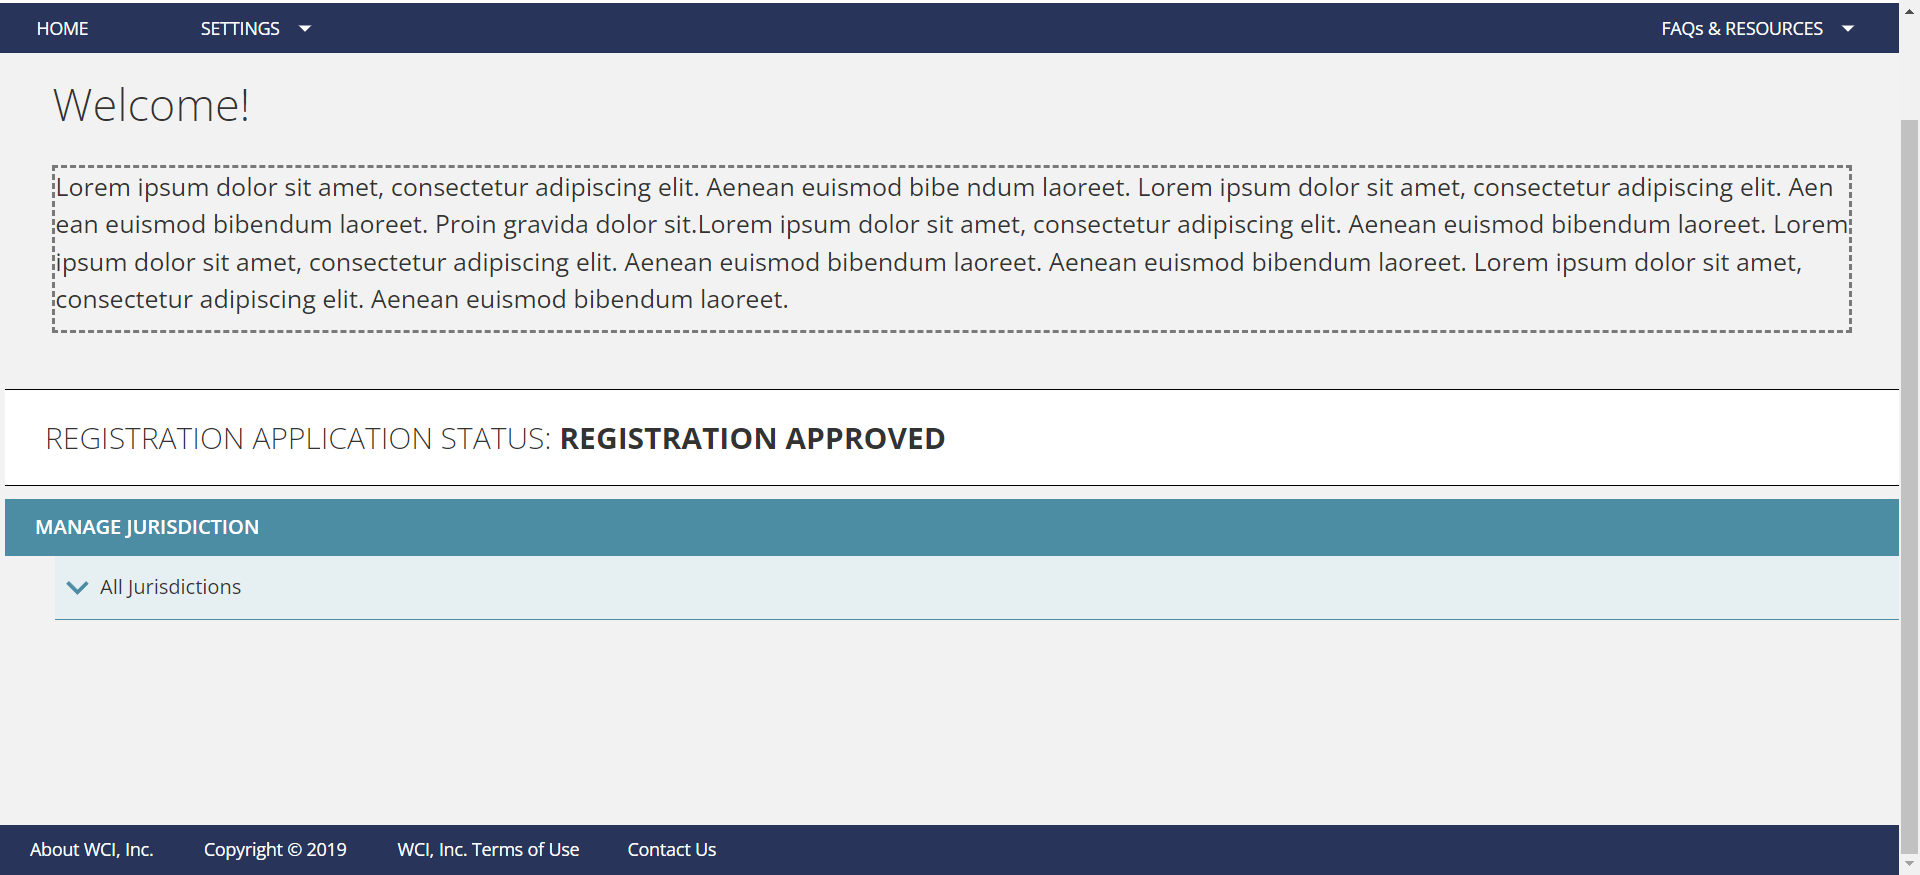 HOME SETTINGS FAQs & RESOURCES
Welcome!
Lorem ipsum dolor sit amet, consectetur adipiscing elit. Aenean euismod bibe ndum laoreet. Lorem ipsum dolor sit amet, consectetur adipiscing elit. Aen
ean euismod bibendum laoreet. Proin gravida dolor sit.Lorem ipsum dolor sit amet, consectetur adipiscing elit. Aenean euismod bibendum laoreet. Lorem
ipsum dolor sit amet, consectetur adipiscing elit. Aenean euismod bibendum laoreet. Aenean euismod bibendum laoreet. Lorem ipsum dolor sit amet,
consectetur adipiscing elit. Aenean euismod bibendum laoreet.
REGISTRATION APPLICATION STATUS: REGISTRATION APPROVED
MANAGE JURISDICTION
All Jurisdictions
About WCI, Inc. Copyright © 2019 WCI, Inc. Terms of Use Contact Us